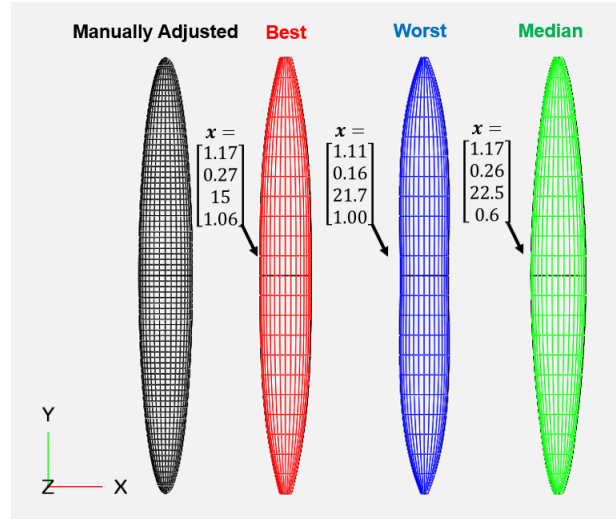 Manually Adjusted Best Worst Median
x = x = x =
[1.17 [1.11 [1.17
0.27 0.16 0.26
15 21.7 22.5
1.06] 1.00] 0.6]
Y
Z X